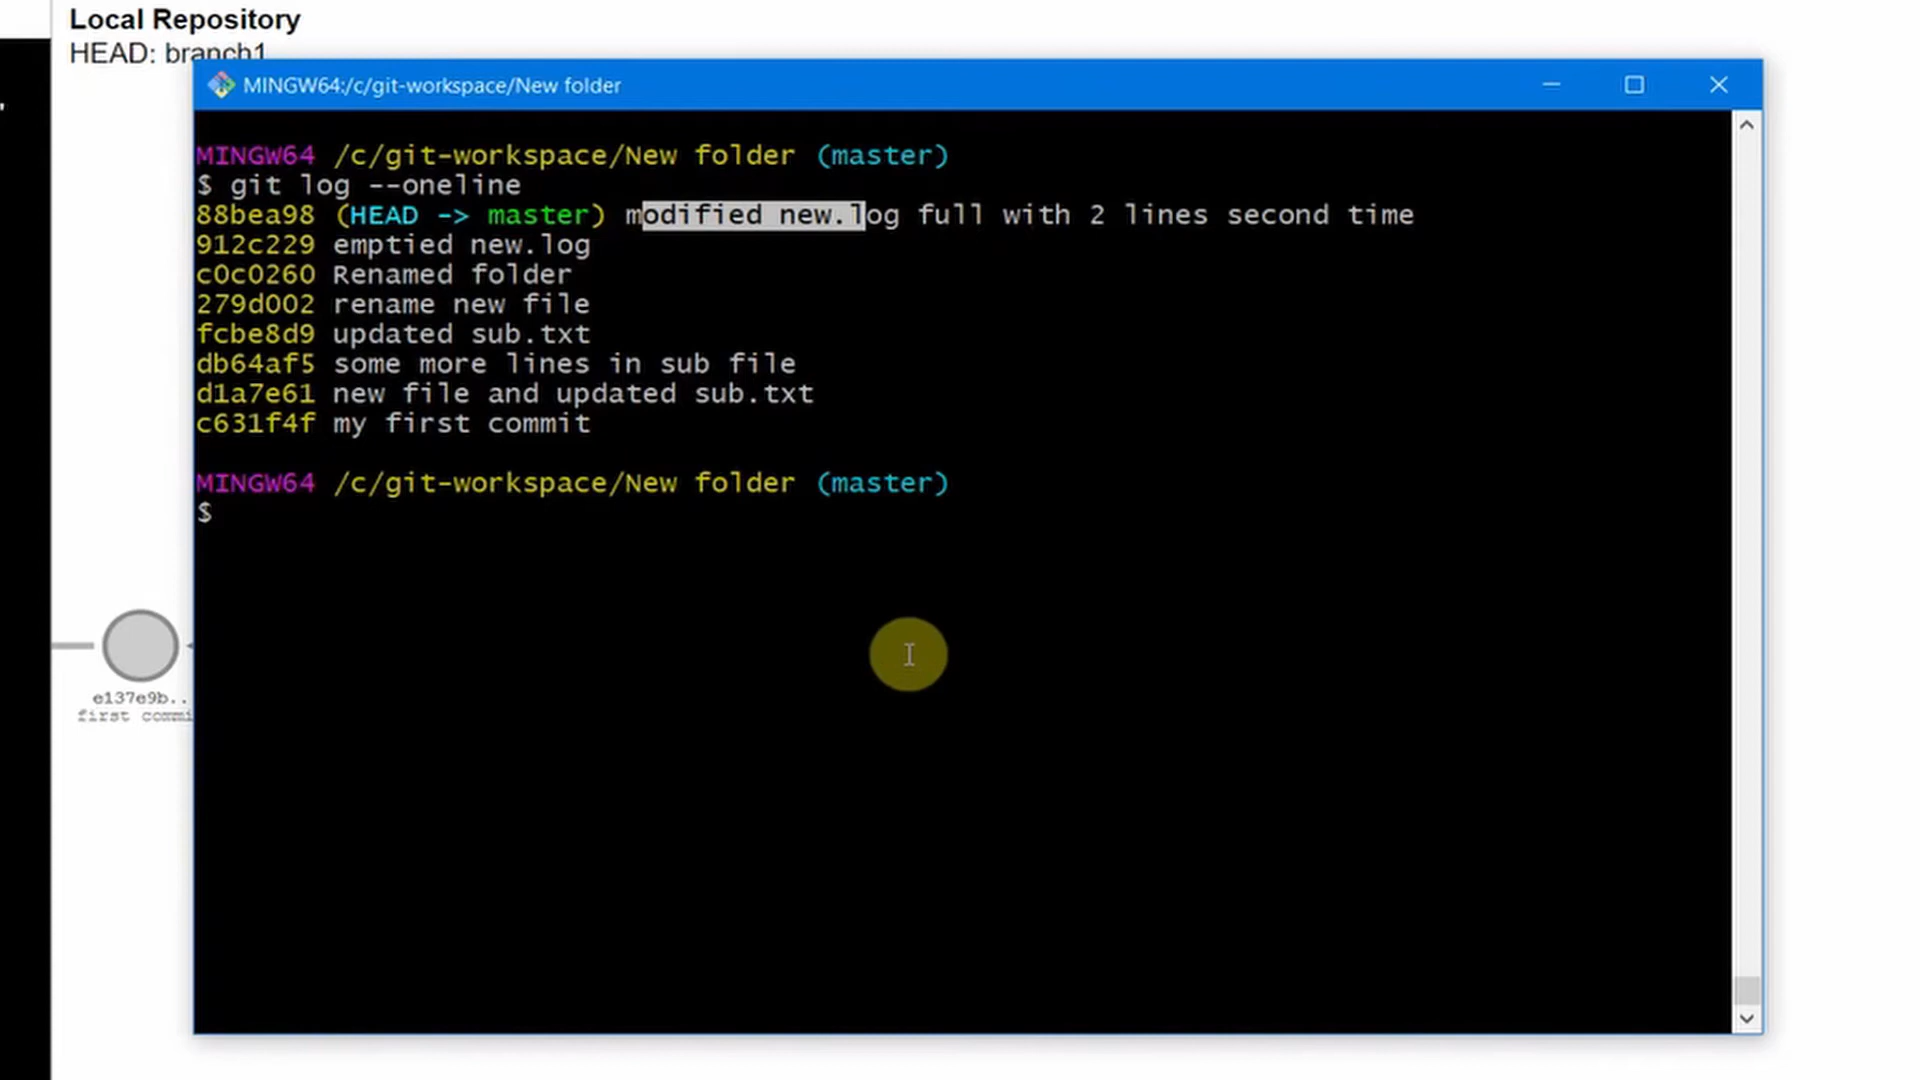 Local Repository
HEAD: branch1
MINGW64:/c/git-workspace/New folder
MINGW64 /c/git-workspace/New folder (master)
$ git log --oneline
88bea98 (HEAD -> master) modified new.log full with 2 lines second time
912c229 emptied new.log
c0c0260 Renamed folder
279d002 rename new file
fcbe8d9 updated sub.txt
db64af5 some more lines in sub file
d1a7e61 new file and updated sub.txt
c631f4f my first commit
MINGW64 /c/git-workspace/New folder (master)
$
e137e9b..
first commi